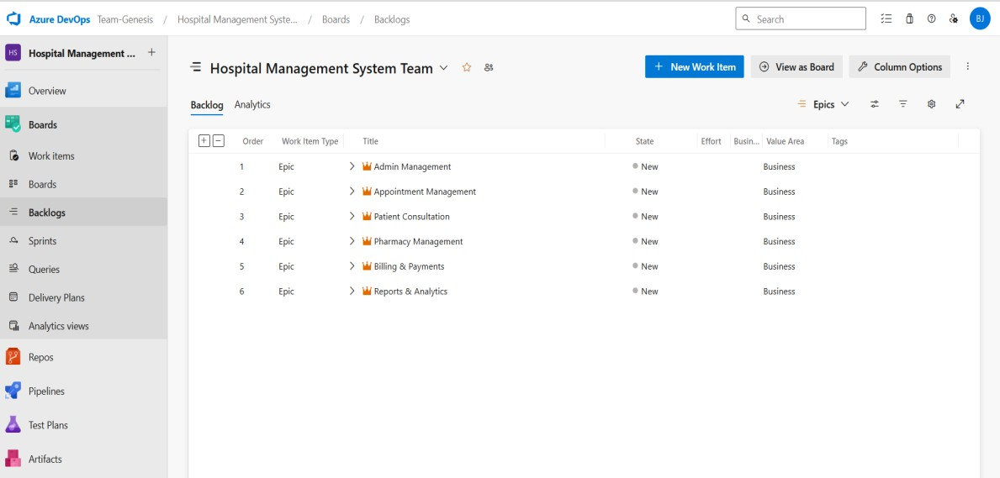 Azure DevOps Team-Genesis / Hospital Management Syste... / Boards / Backlogs Search BJ
HS Hospital Management ... +
Overview
Boards
Work items
Boards
Backlogs
Sprints
Queries
Delivery Plans
Analytics views
Repos
Pipelines
Test Plans
Artifacts
Hospital Management System Team
+ New Work Item View as Board Column Options
Backlog Analytics Epics
Order Work Item Type Title State Effort Busin... Value Area Tags
1 Epic Admin Management New Business
2 Epic Appointment Management New Business
3 Epic Patient Consultation New Business
4 Epic Pharmacy Management New Business
5 Epic Billing & Payments New Business
6 Epic Reports & Analytics New Business